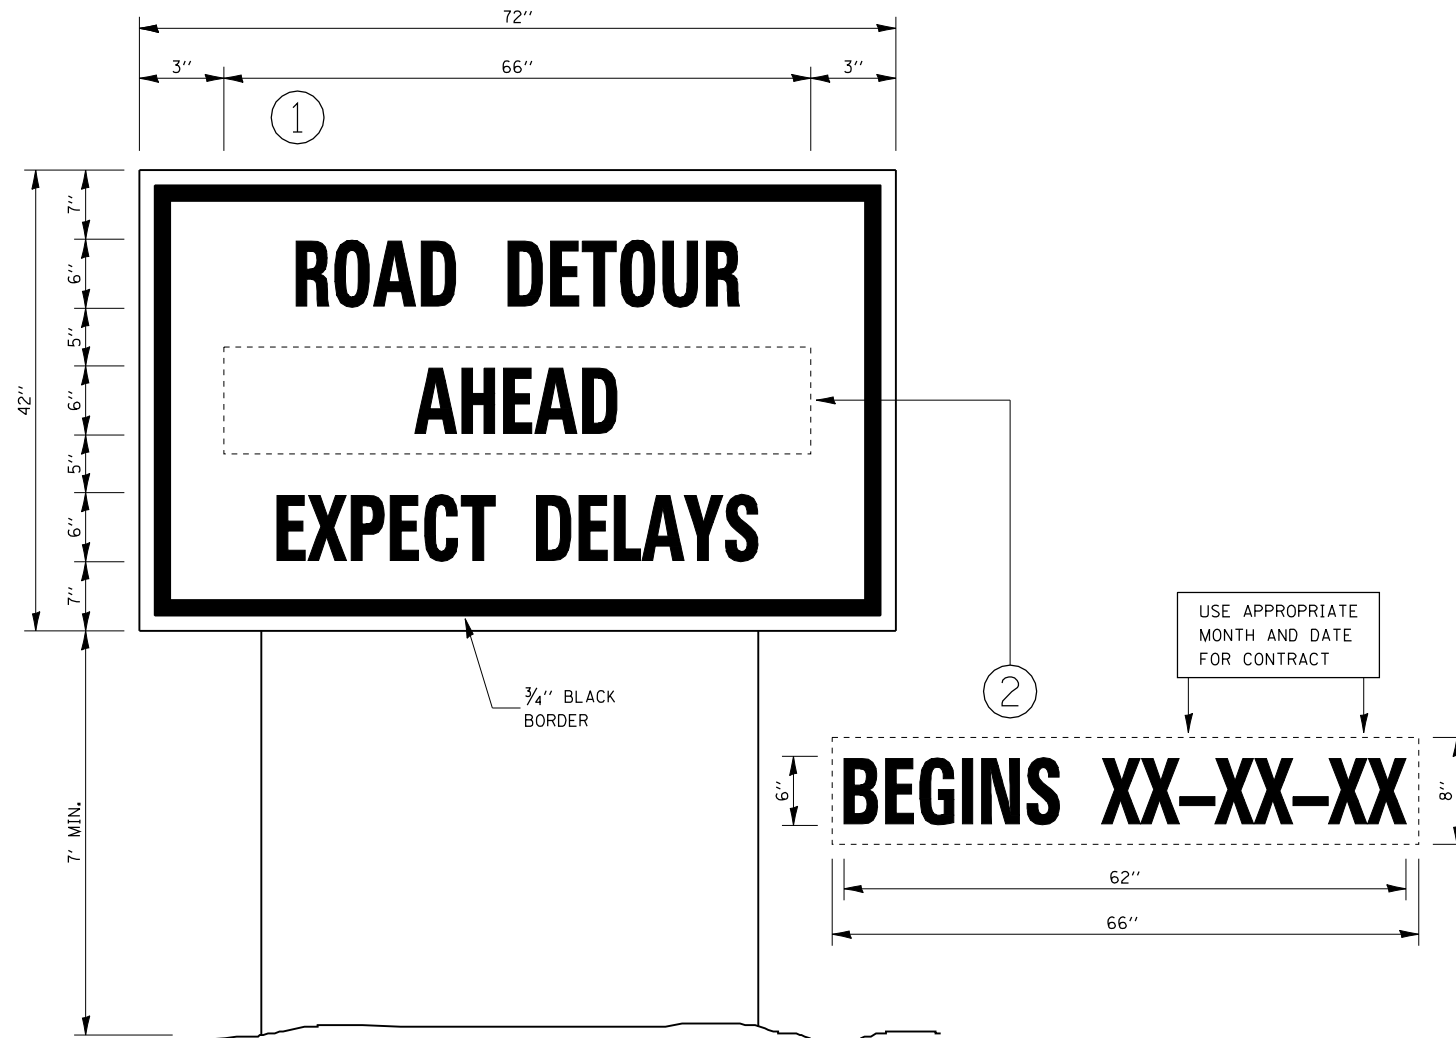 72''
3'' 66'' 3''
1
7''
ROAD DETOUR
6''
5''
42''
6''
AHEAD
5''
6''
EXPECT DELAYS
7''
3/4'' BLACK
BORDER
2
USE APPROPRIATE
MONTH AND DATE
FOR CONTRACT
6''
BEGINS XX-XX-XX
8''
7' MIN.
62''
66''